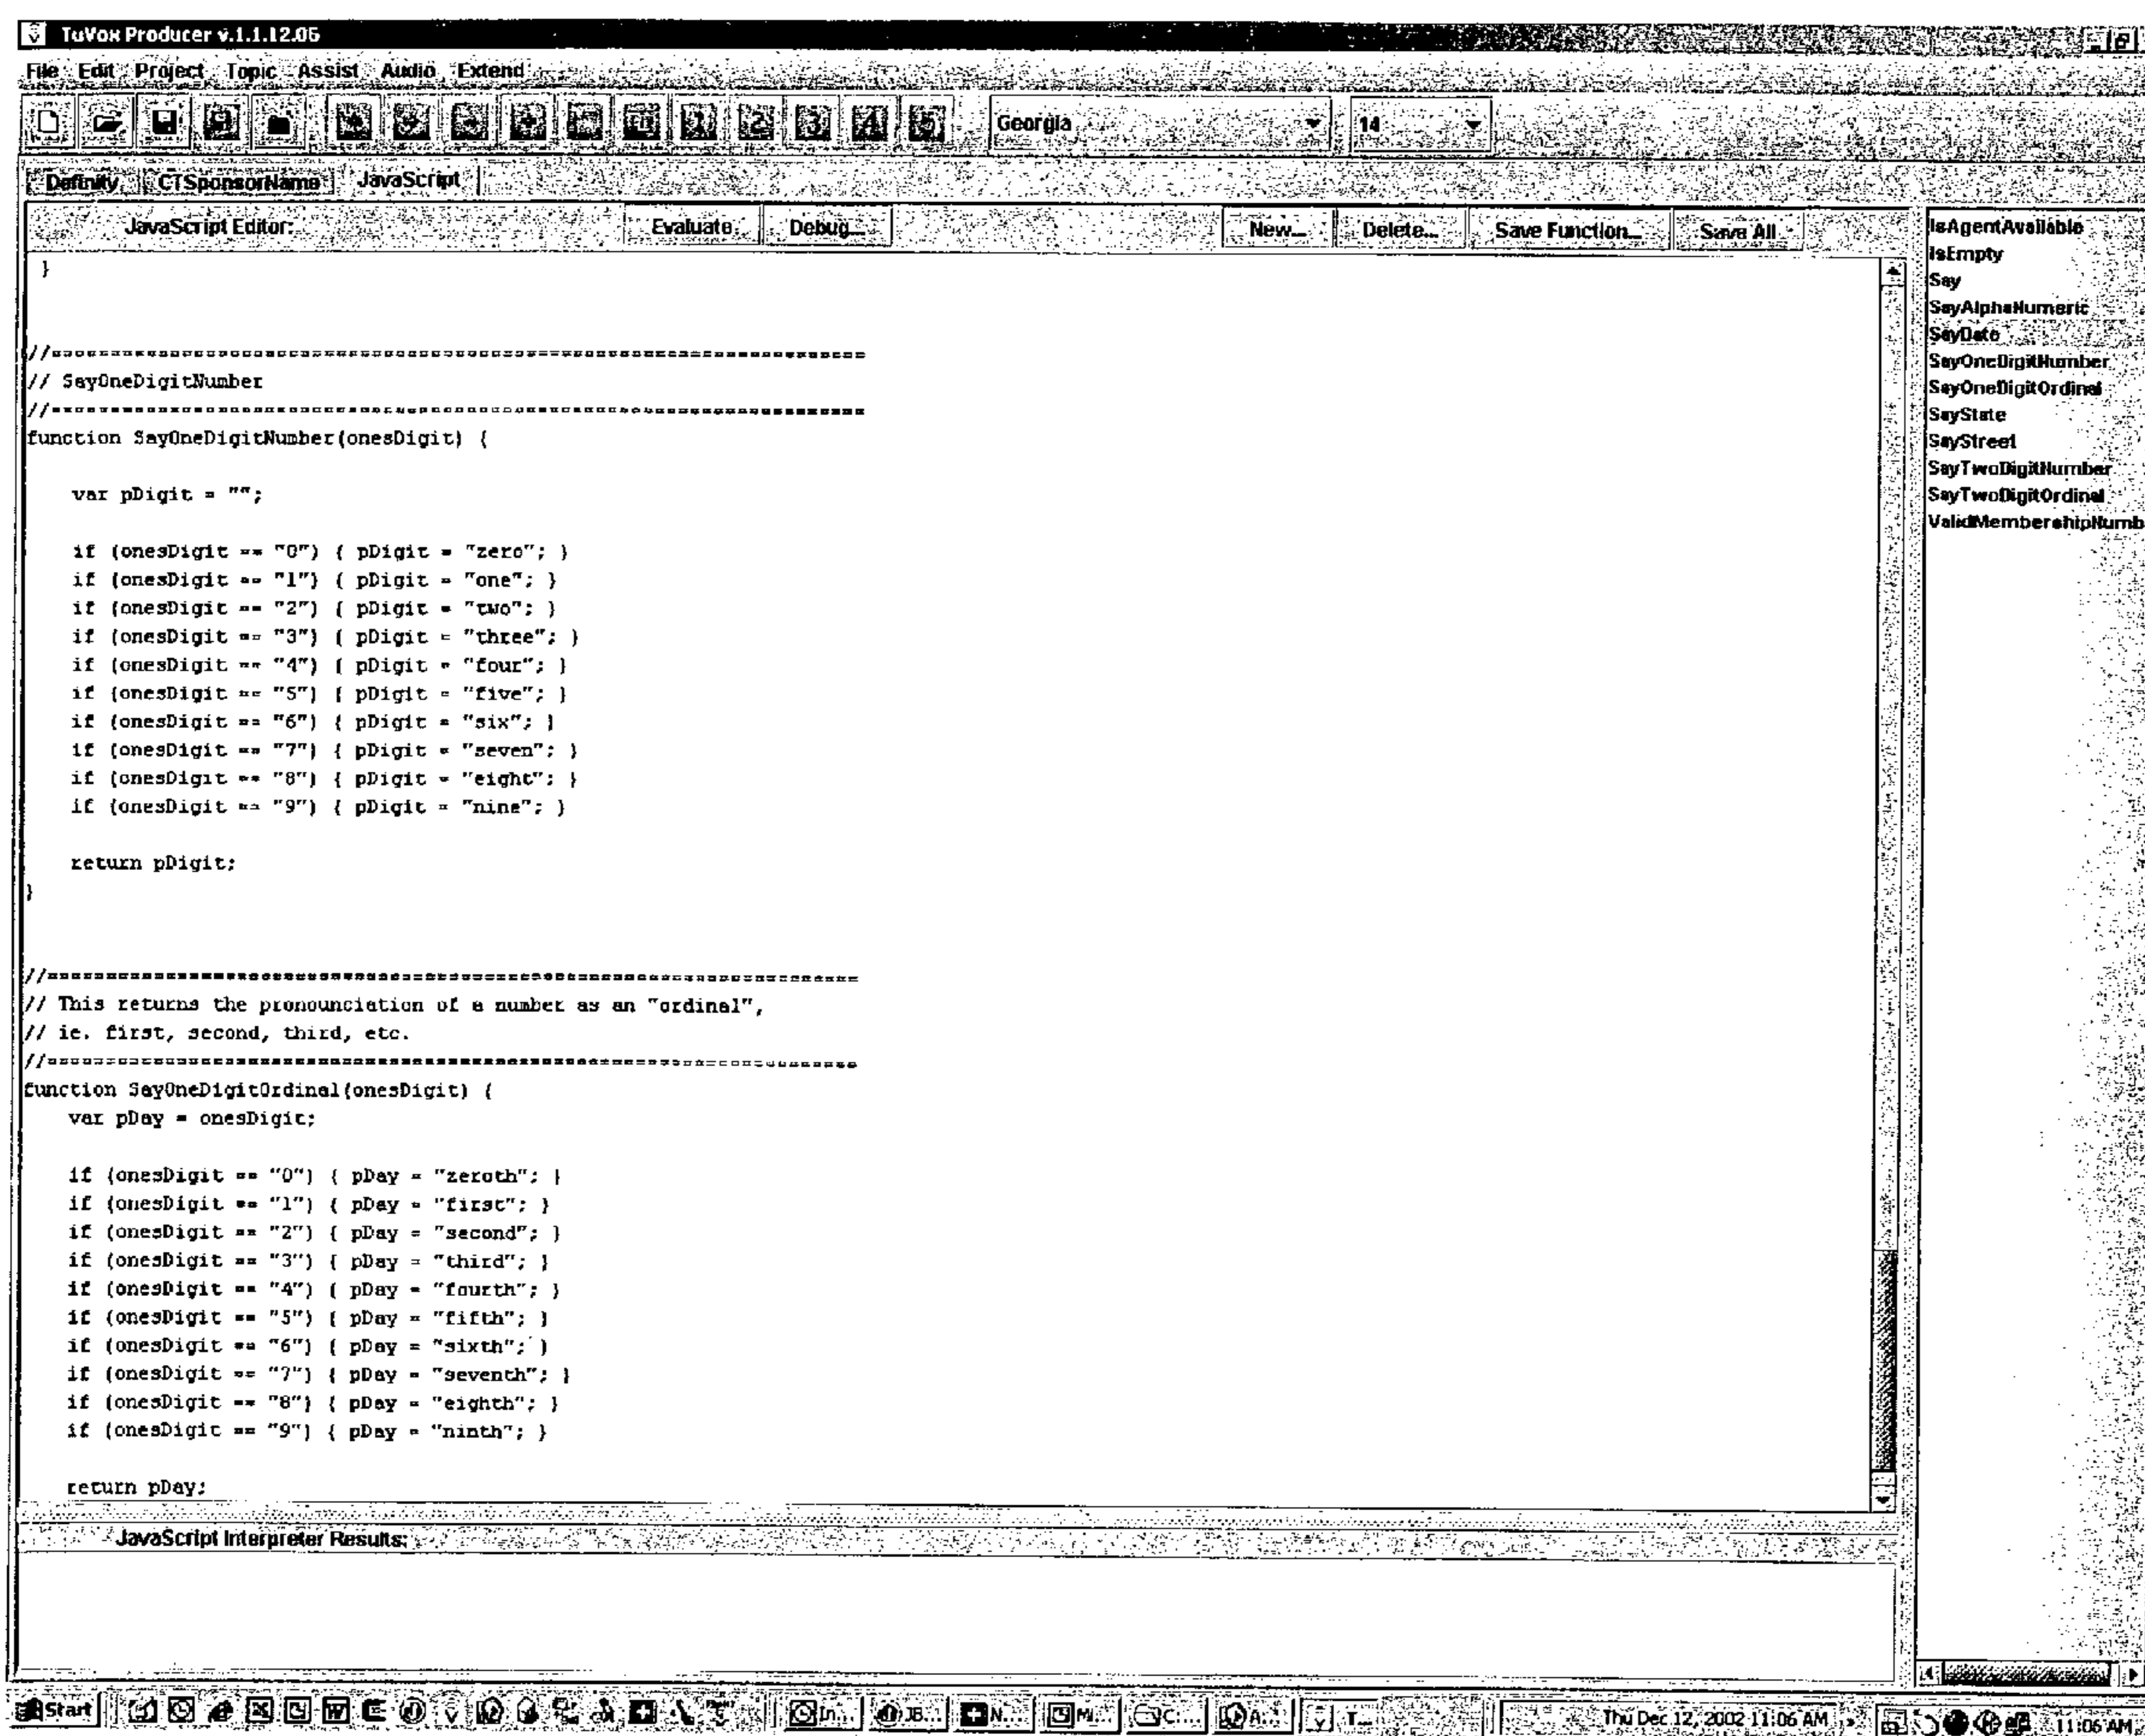 TuVox Producer v.1.1.12.06
File Edit Project Topic Assist Audio Extend
Georgia 14
Definity CTSponsorName JavaScript
JavaScript Editor: Evaluate Debug... New... Delete... Save Function... Save All
}
//======================================================================
// SayOneDigitNumber
//======================================================================
function SayOneDigitNumber(onesDigit) {
var pDigit = "";
if (onesDigit == "0") { pDigit = "zero"; }
if (onesDigit == "1") { pDigit = "one"; }
if (onesDigit == "2") { pDigit = "two"; }
if (onesDigit == "3") { pDigit = "three"; }
if (onesDigit == "4") { pDigit = "four"; }
if (onesDigit == "5") { pDigit = "five"; }
if (onesDigit == "6") { pDigit = "six"; }
if (onesDigit == "7") { pDigit = "seven"; }
if (onesDigit == "8") { pDigit = "eight"; }
if (onesDigit == "9") { pDigit = "nine"; }
return pDigit;
}
//======================================================================
// This returns the pronounciation of a number as an "ordinal",
// ie. first, second, third, etc.
//======================================================================
function SayOneDigitOrdinal(onesDigit) {
var pDay = onesDigit;
if (onesDigit == "0") { pDay = "zeroth"; }
if (onesDigit == "1") { pDay = "first"; }
if (onesDigit == "2") { pDay = "second"; }
if (onesDigit == "3") { pDay = "third"; }
if (onesDigit == "4") { pDay = "fourth"; }
if (onesDigit == "5") { pDay = "fifth"; }
if (onesDigit == "6") { pDay = "sixth"; }
if (onesDigit == "7") { pDay = "seventh"; }
if (onesDigit == "8") { pDay = "eighth"; }
if (onesDigit == "9") { pDay = "ninth"; }
return pDay;
JavaScript Interpreter Results:
IsAgentAvailable
IsEmpty
Say
SayAlphaNumeric
SayDate
SayOneDigitNumber
SayOneDigitOrdinal
SayState
SayStreet
SayTwoDigitNumber
SayTwoDigitOrdinal
ValidMembershipNumb
Start In... JB... N... Mi... C:... A... T... Thu Dec 12, 2002 11:06 AM 11:06 AM